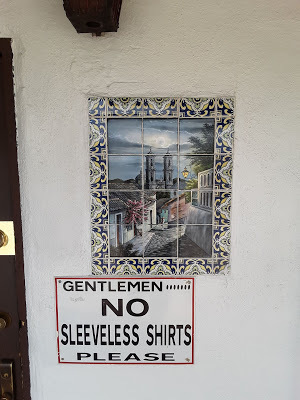 GENTLEMEN.......
NO
SLEEVELESS SHIRTS
PLEASE